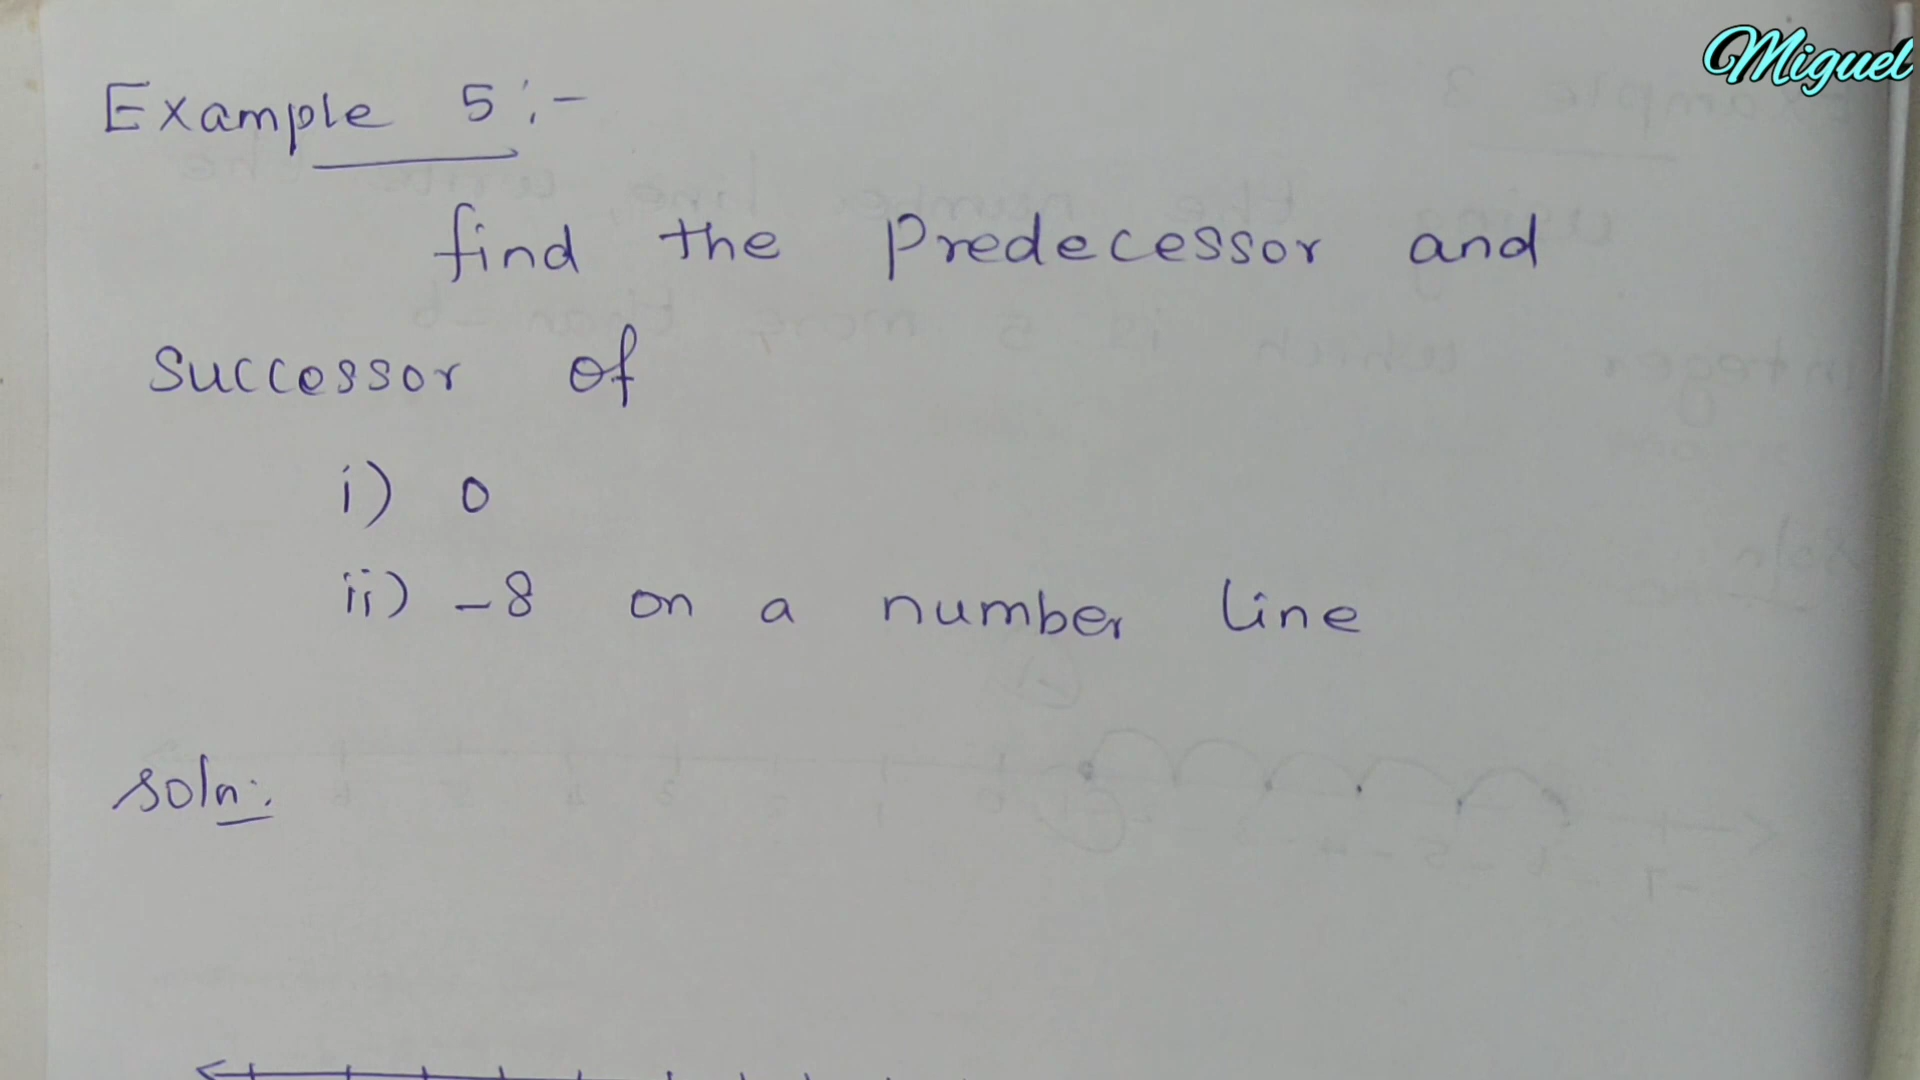 Miguel
Example 5:-
find the Predecessor and
Successor of
i) 0
ii) -8 on a number line
soln: